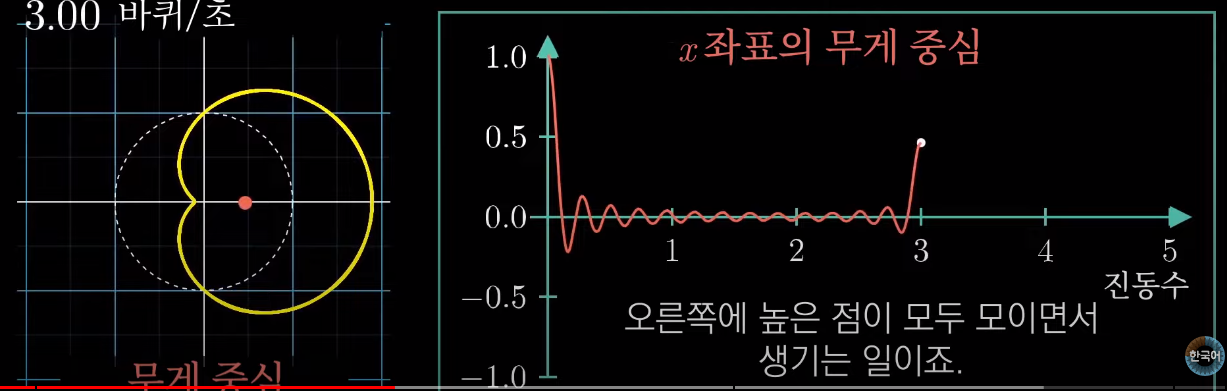 3.00 바퀴/초
무게 중심
x좌표의 무게 중심
1.0
0.5
0.0
−0.5
−1.0
1 2 3 4 5
진동수
오른쪽에 높은 점이 모두 모이면서
생기는 일이죠.
한국어